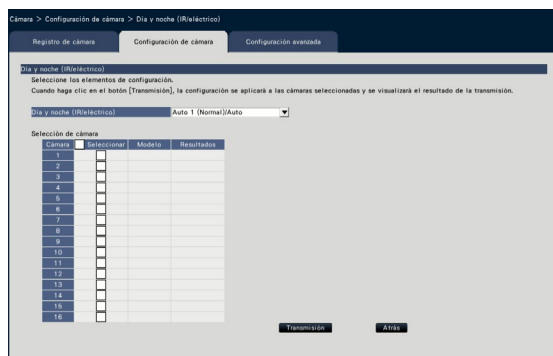 Cámara > Configuración de cámara > Día y noche (IR/eléctrico)
Registro de cámara Configuración de cámara Configuración avanzada
Día y noche (IR/eléctrico)
Seleccione los elementos de configuración.
Cuando haga clic en el botón [Transmisión], la configuración se aplicará a las cámaras seleccionadas y se visualizará el resultado de la transmisión.
Día y noche (IR/eléctrico) Auto 1 (Normal)/Auto
Selección de cámara
Cámara Seleccionar Modelo Resultados
1
2
3
4
5
6
7
8
9
10
11
12
13
14
15
16
Transmisión Atrás